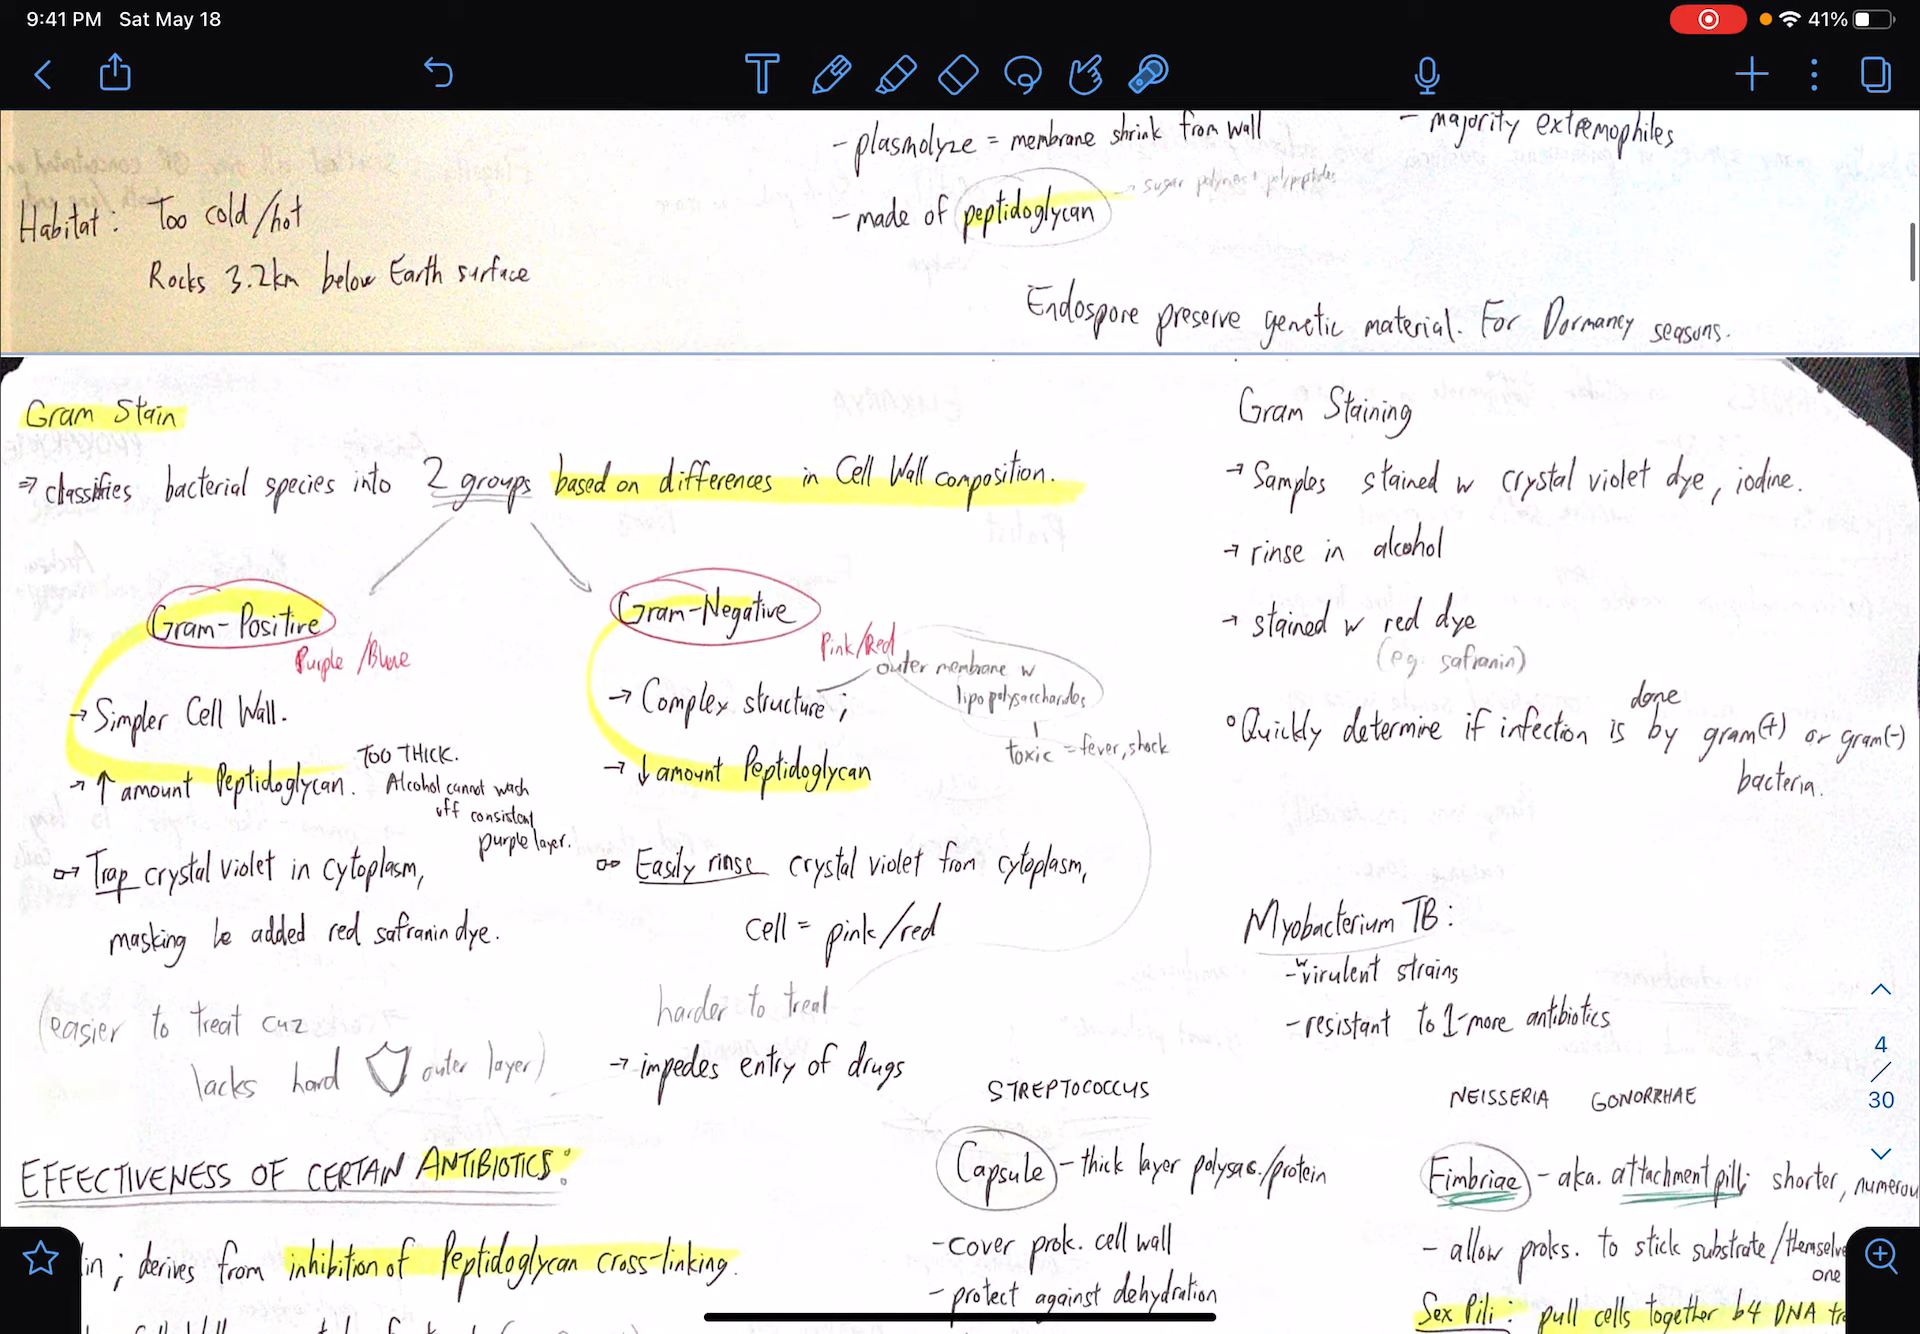 9:41 PM Sat May 18
41%
- plasmolyze = membrane shrink from wall
- made of peptidoglycan
→ sugar polymer + polypeptides
- majority extremophiles
Habitat: Too cold/hot
Rocks 3.2km below Earth surface
Endospore preserve genetic material. For Dormancy seasons.
Gram Stain
⇒ classifies bacterial species into 2 groups based on differences in Cell Wall composition.
Gram-Positive
Purple/Blue
→ Simpler Cell Wall.
→ ↑ amount Peptidoglycan.
TOO THICK.
Alcohol cannot wash
off consistent
purple layer.
Trap crystal violet in cytoplasm,
masking be added red safranin dye.
(easier to treat cuz
lacks hard outer layer)
Gram-Negative
Pink/Red
→ Complex structure;
outer membrane w
lipopolysaccharides
toxic = fever, shock
→ ↓ amount Peptidoglycan
Easily rinse crystal violet from cytoplasm,
cell = pink/red
harder to treat
→ impedes entry of drugs
Gram Staining
→ Samples stained w crystal violet dye, iodine.
→ rinse in alcohol
→ stained w red dye
(eg. safranin)
° Quickly determine if infection is done by gram(+) or gram(-)
bacteria.
Myobacterium TB:
- virulent strains
- resistant to 1-more antibiotics
4
/
30
EFFECTIVENESS OF CERTAIN ANTIBIOTICS:
lin; derives from inhibition of Peptidoglycan cross-linking.
STREPTOCOCCUS
Capsule - thick layer polysac./protein
- cover prok. cell wall
- protect against dehydration
NEISSERIA GONORRHAE
Fimbriae - aka. attachment pili; shorter, numerou
- allow proks. to stick substrate/themselve
one
Sex Pili: pull cells together b4 DNA tr